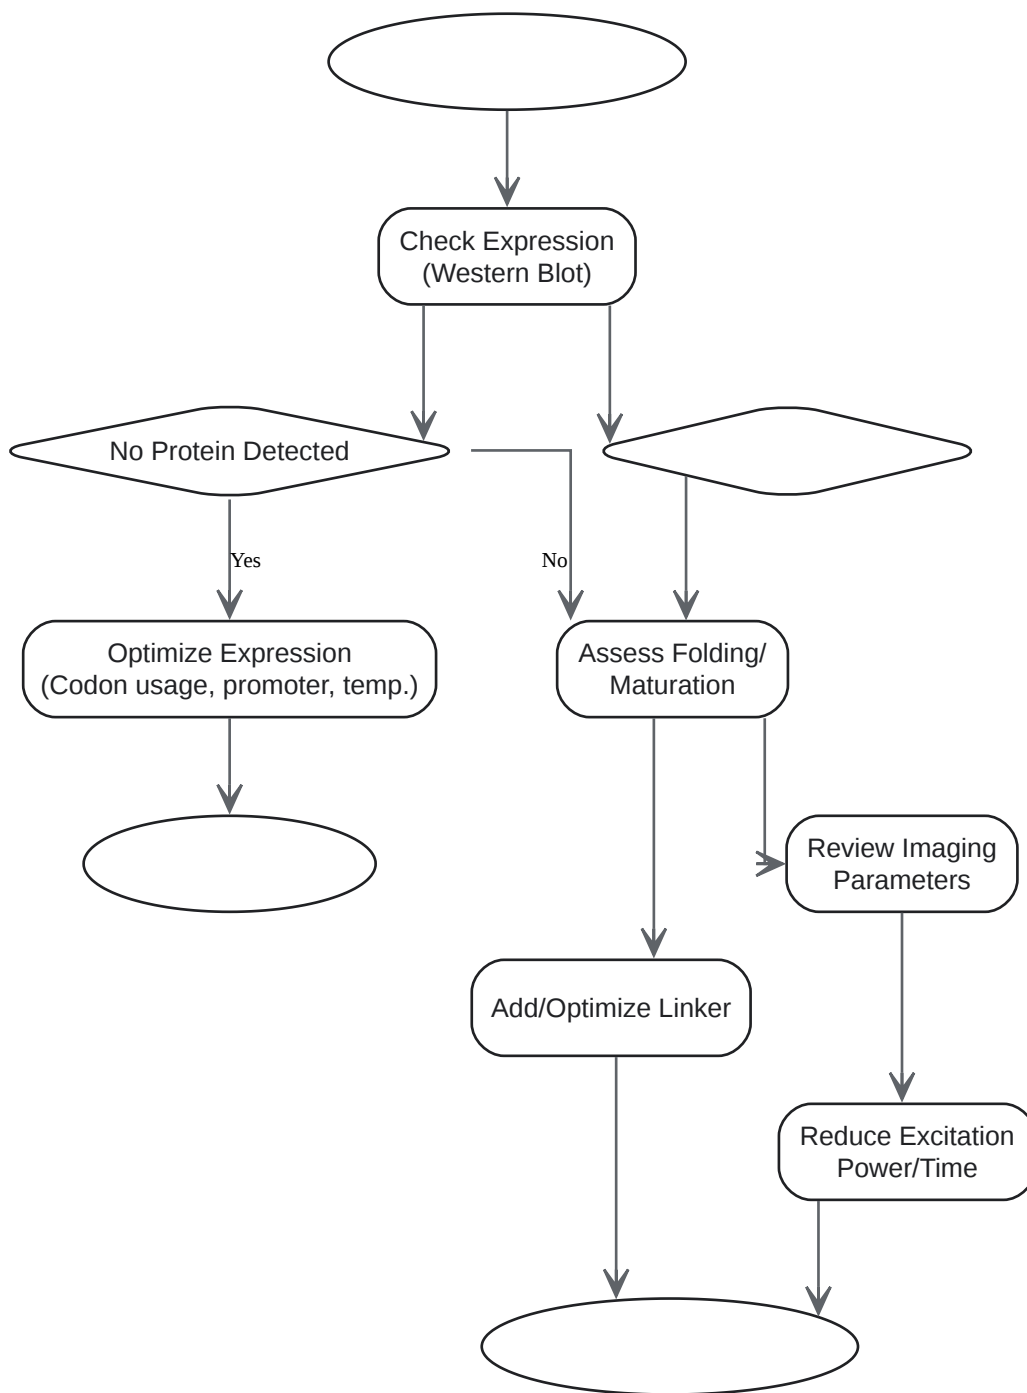 Check Expression
(Western Blot)
No Protein Detected
Yes
No
Optimize Expression
(Codon usage, promoter, temp.)
Assess Folding/
Maturation
Review Imaging
Parameters
Add/Optimize Linker
Reduce Excitation
Power/Time